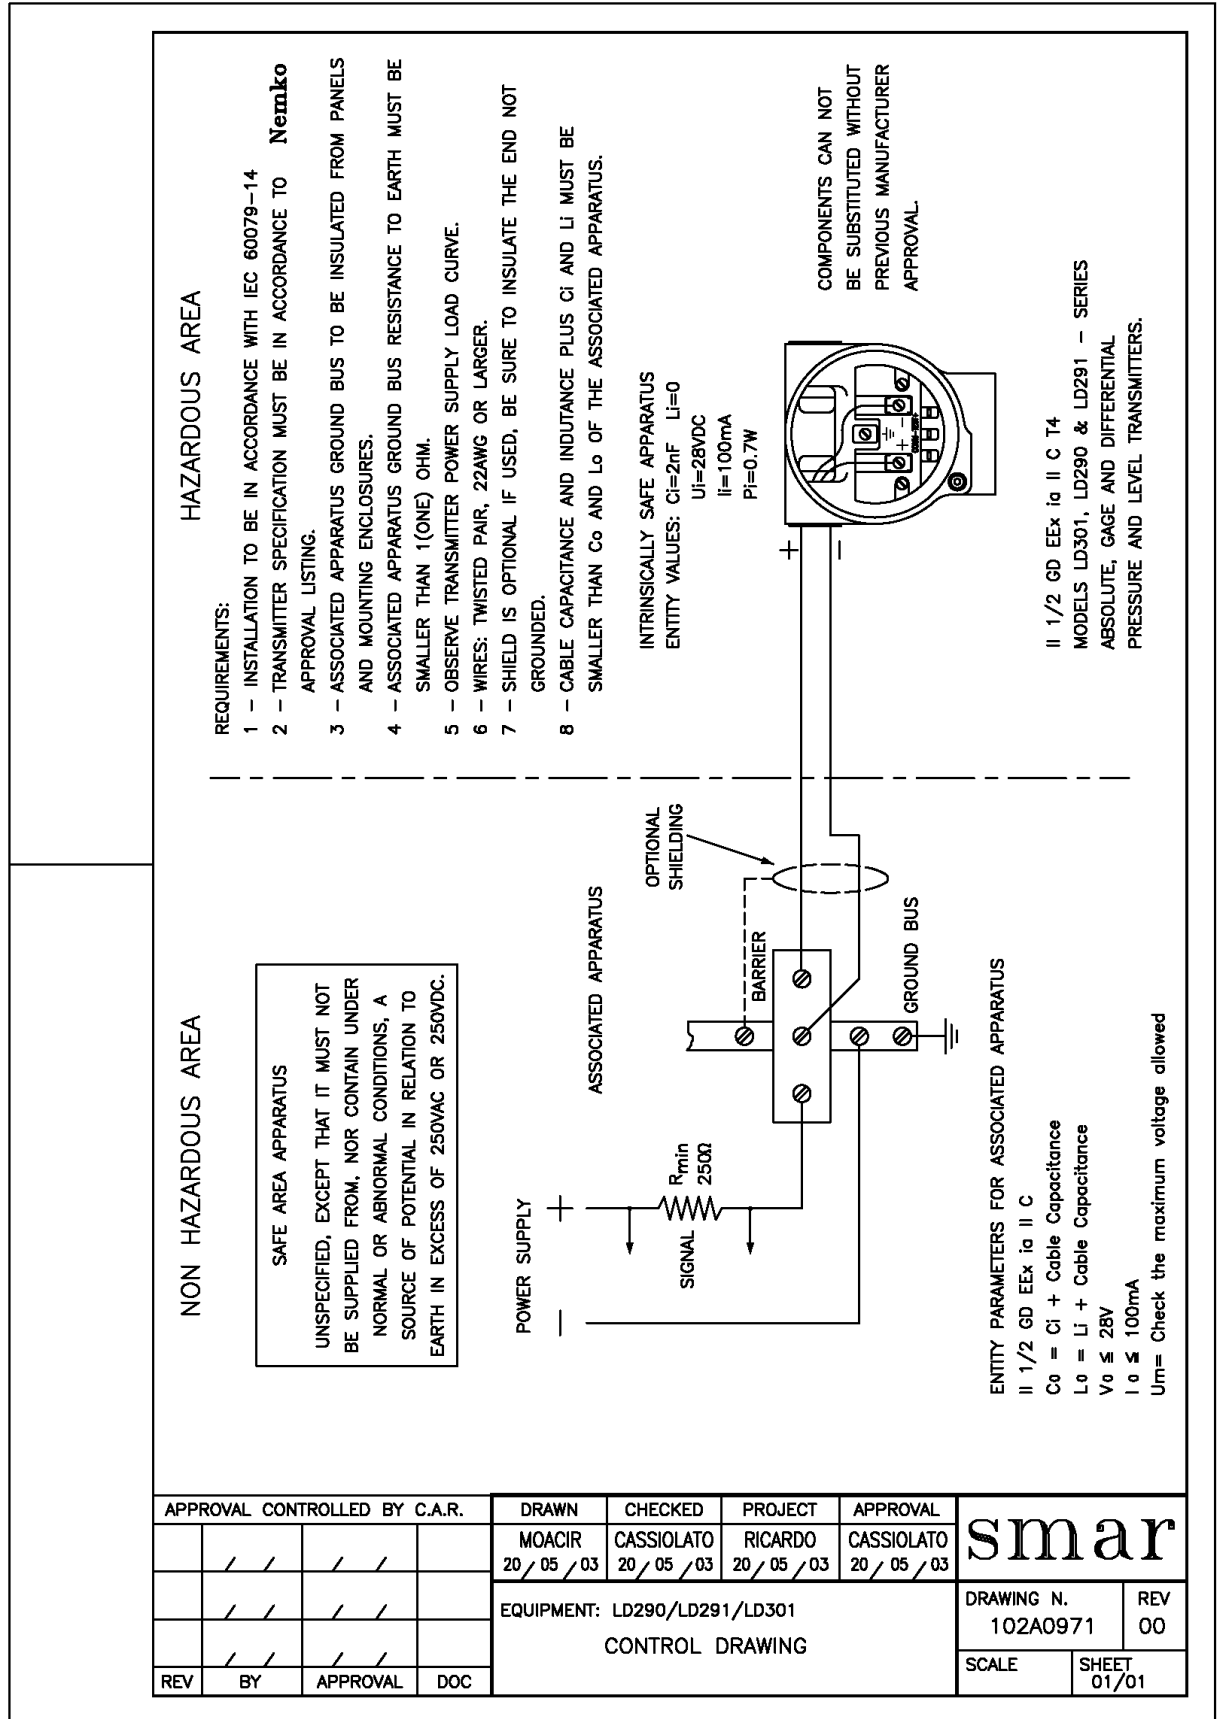 NON HAZARDOUS AREA
SAFE AREA APPARATUS
UNSPECIFIED, EXCEPT THAT IT MUST NOT
BE SUPPLIED FROM, NOR CONTAIN UNDER
NORMAL OR ABNORMAL CONDITIONS, A
SOURCE OF POTENTIAL IN RELATION TO
EARTH IN EXCESS OF 250VAC OR 250VDC.
POWER SUPPLY
+
−
SIGNAL
Rmin
250Ω
ASSOCIATED APPARATUS
OPTIONAL
SHIELDING
BARRIER
GROUND BUS
ENTITY PARAMETERS FOR ASSOCIATED APPARATUS
II 1/2 GD EEx ia II C
Co = Ci + Cable Capacitance
Lo = Li + Cable Capacitance
Vo ≤ 28V
Io ≤ 100mA
Um= Check the maximum voltage allowed
HAZARDOUS AREA
REQUIREMENTS:
1 – INSTALLATION TO BE IN ACCORDANCE WITH IEC 60079–14
2 – TRANSMITTER SPECIFICATION MUST BE IN ACCORDANCE TO Nemko
APPROVAL LISTING.
3 – ASSOCIATED APPARATUS GROUND BUS TO BE INSULATED FROM PANELS
AND MOUNTING ENCLOSURES.
4 – ASSOCIATED APPARATUS GROUND BUS RESISTANCE TO EARTH MUST BE
SMALLER THAN 1(ONE) OHM.
5 – OBSERVE TRANSMITTER POWER SUPPLY LOAD CURVE.
6 – WIRES: TWISTED PAIR, 22AWG OR LARGER.
7 – SHIELD IS OPTIONAL IF USED, BE SURE TO INSULATE THE END NOT
GROUNDED.
8 – CABLE CAPACITANCE AND INDUTANCE PLUS Ci AND Li MUST BE
SMALLER THAN Co AND Lo OF THE ASSOCIATED APPARATUS.
INTRINSICALLY SAFE APPARATUS
ENTITY VALUES: Ci=2nF Li=0
Ui=28VDC
Ii=100mA
Pi=0.7W
+
−
+ −
COMPONENTS CAN NOT
BE SUBSTITUTED WITHOUT
PREVIOUS MANUFACTURER
APPROVAL.
II 1/2 GD EEx ia II C T4
MODELS LD301, LD290 & LD291 – SERIES
ABSOLUTE, GAGE AND DIFFERENTIAL
PRESSURE AND LEVEL TRANSMITTERS.
APPROVAL CONTROLLED BY C.A.R.
/ / / /
/ / / /
/ / / /
REV BY APPROVAL DOC
DRAWN CHECKED PROJECT APPROVAL
MOACIR CASSIOLATO RICARDO CASSIOLATO
20 / 05 / 03 20 / 05 / 03 20 / 05 / 03 20 / 05 / 03
EQUIPMENT: LD290/LD291/LD301
CONTROL DRAWING
smar
DRAWING N. REV
102A0971 00
SCALE SHEET
01/01